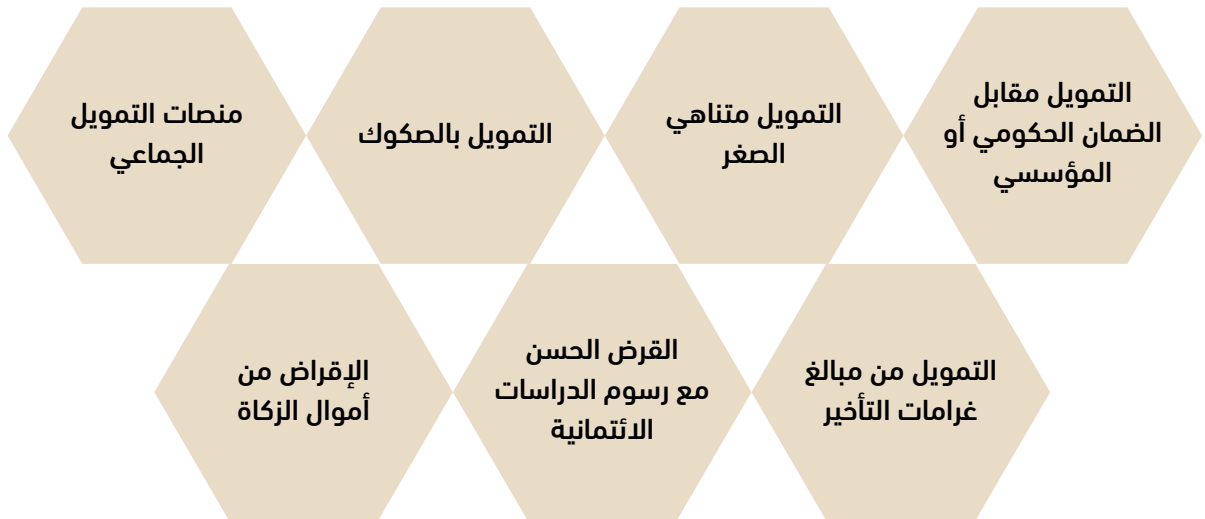 التمويل مقابل
الضمان الحكومي أو
المؤسسي
التمويل متناهي
الصغر
التمويل بالصكوك
منصات التمويل
الجماعي
التمويل من مبالغ
غرامات التأخير
القرض الحسن
مع رسوم الدراسات
الائتمانية
الإقراض من
أموال الزكاة